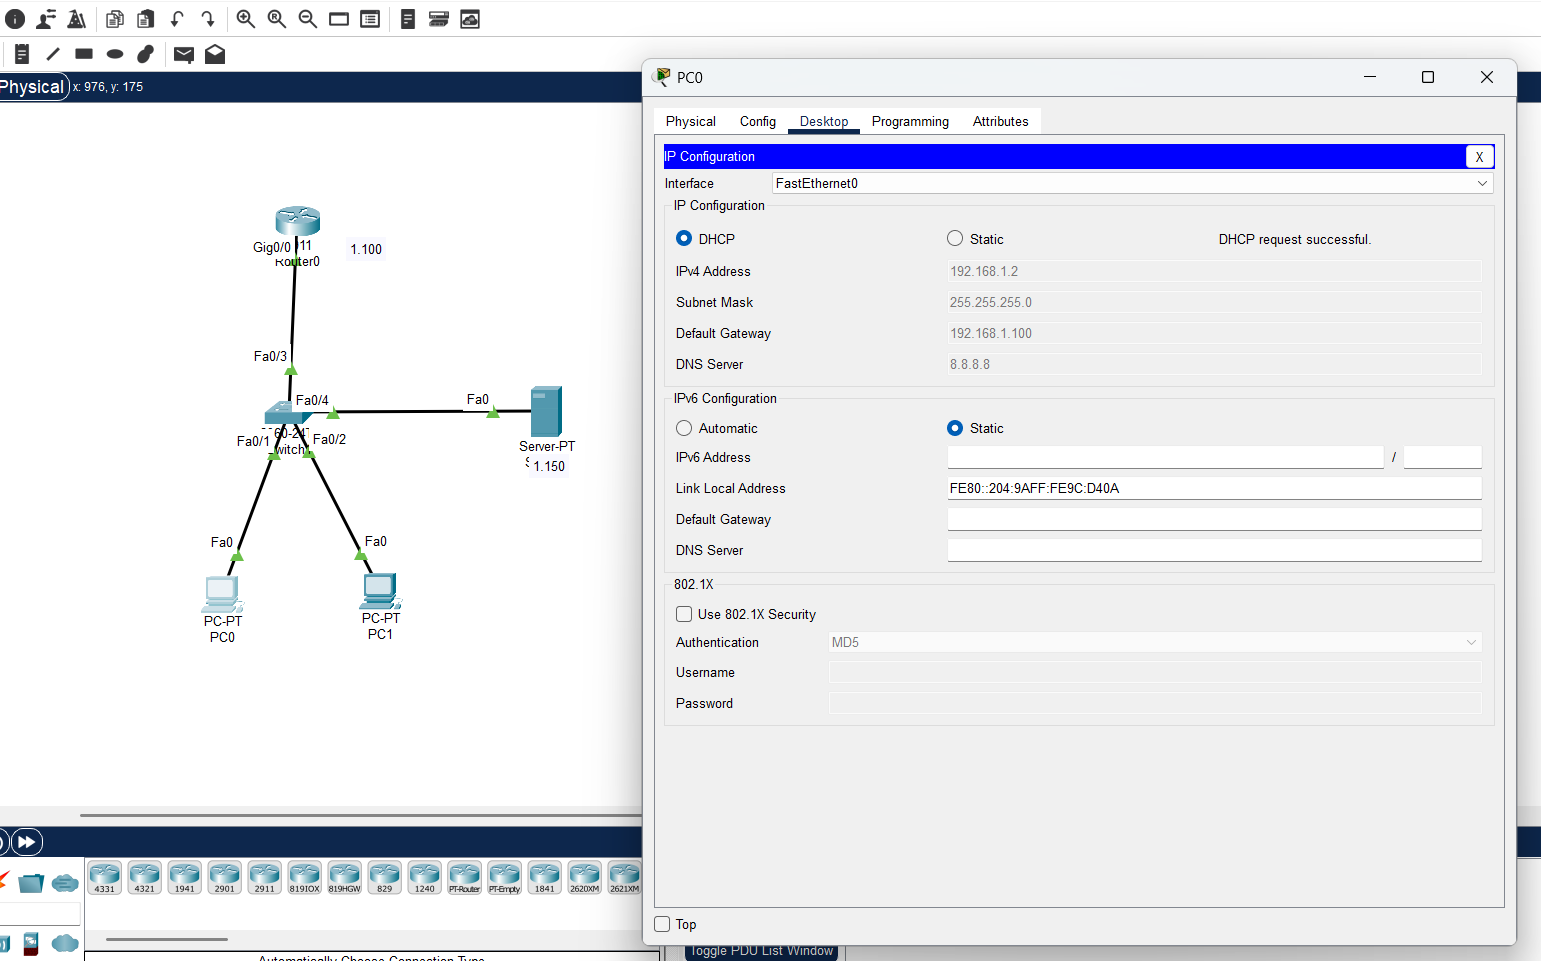 Physical
x: 976, y: 175
Gig0/0
Router0
1.100
Fa0/3
Fa0/4
Fa0
Fa0/1
Fa0/2
Server-PT
1.150
Fa0
Fa0
PC-PT
PC0
PC-PT
PC1
PC0
Physical
Config
Desktop
Programming
Attributes
IP Configuration
X
Interface
FastEthernet0
IP Configuration
DHCP
Static
DHCP request successful.
IPv4 Address
192.168.1.2
Subnet Mask
255.255.255.0
Default Gateway
192.168.1.100
DNS Server
8.8.8.8
IPv6 Configuration
Automatic
Static
IPv6 Address
/
Link Local Address
FE80::204:9AFF:FE9C:D40A
Default Gateway
DNS Server
802.1X
Use 802.1X Security
Authentication
MD5
Username
Password
Top
4331
4321
1941
2901
2911
819IOX
819HGW
829
1240
PT-Router
PT-Empty
1841
2620XM
2621XM
Automatically Choose Connection Type
Toggle PDU List Window